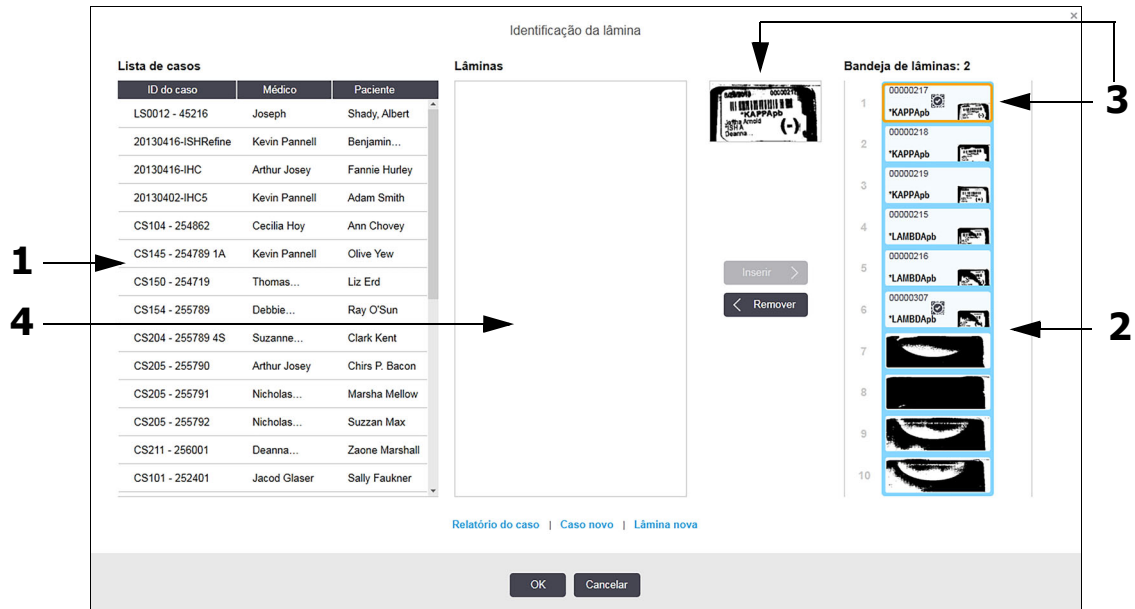 ×
Identificação da lâmina
Lista de casos
ID do caso Médico Paciente
LS0012 - 45216 Joseph Shady, Albert
20130416-ISHRefine Kevin Pannell Benjamin...
20130416-IHC Arthur Josey Fannie Hurley
20130402-IHC5 Kevin Pannell Adam Smith
CS104 - 254862 Cecilia Hoy Ann Chovey
CS145 - 254789 1A Kevin Pannell Olive Yew
CS150 - 254719 Thomas... Liz Erd
CS154 - 255789 Debbie... Ray O'Sun
CS204 - 255789 4S Suzanne... Clark Kent
CS205 - 255790 Arthur Josey Chirs P. Bacon
CS205 - 255791 Nicholas... Marsha Mellow
CS205 - 255792 Nicholas... Suzzan Max
CS211 - 256001 Deanna... Zaone Marshall
CS101 - 252401 Jacod Glaser Sally Faukner
Lâminas
*KAPPApb
Jeffha Arnold
ISH A
Deanna...
(-)
Inserir
Remover
Bandeja de lâminas: 2
1 00000217
*KAPPApb
2 00000218
*KAPPApb
3 00000219
*KAPPApb
4 00000215
*LAMBDApb
5 00000216
*LAMBDApb
6 00000307
*LAMBDApb
7
8
9
10
Relatório do caso | Caso novo | Lâmina nova
OK Cancelar
1
4
3
2